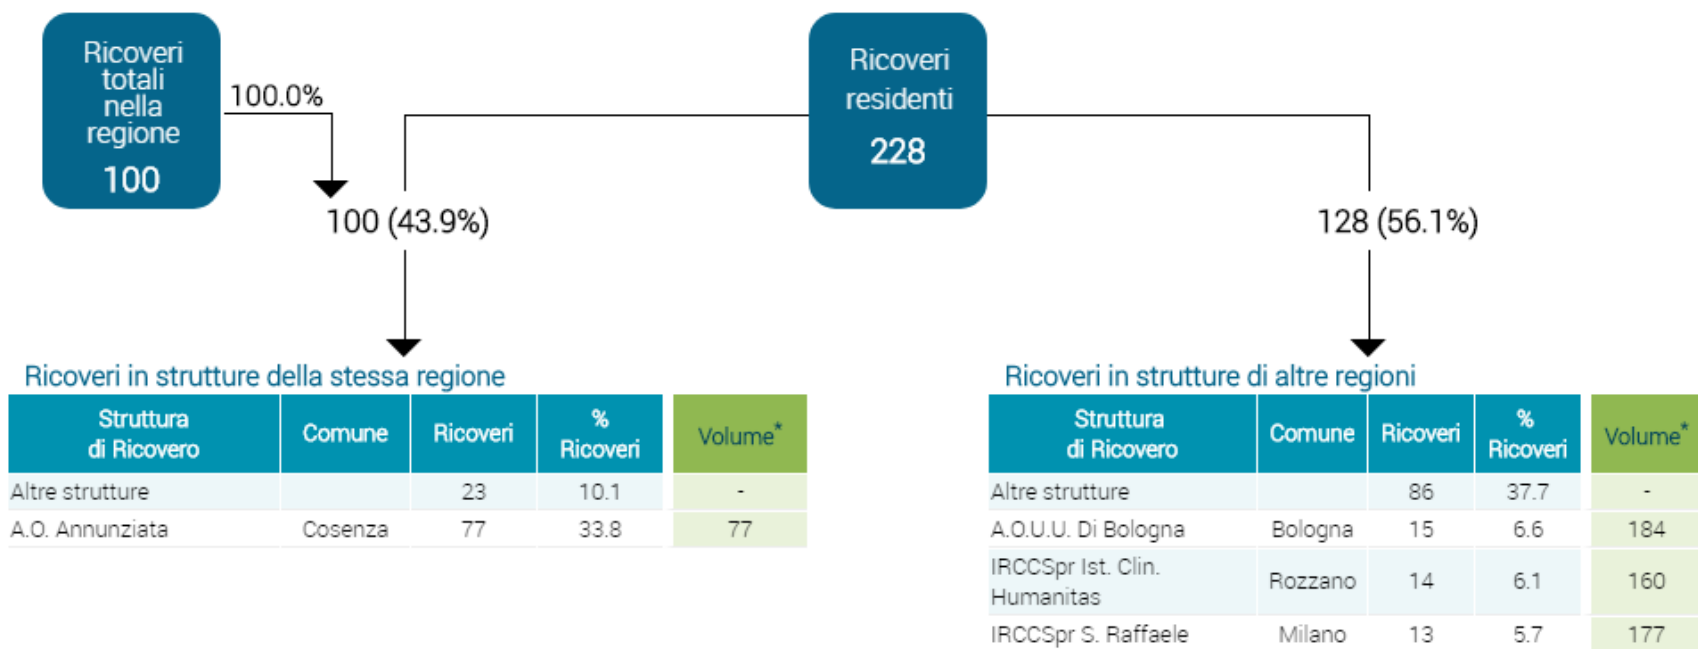 Ricoveri
totali
nella
regione
100
100.0%
Ricoveri
residenti
228
100 (43.9%)
128 (56.1%)
Ricoveri in strutture della stessa regione
Struttura
di Ricovero
Comune
Ricoveri
%
Ricoveri
Volume*
Altre strutture 23 10.1 -
A.O. Annunziata Cosenza 77 33.8 77
Ricoveri in strutture di altre regioni
Struttura
di Ricovero
Comune
Ricoveri
%
Ricoveri
Volume*
Altre strutture 86 37.7 -
A.O.U.U. Di Bologna Bologna 15 6.6 184
IRCCSpr Ist. Clin.
Humanitas
Rozzano 14 6.1 160
IRCCSpr S. Raffaele Milano 13 5.7 177